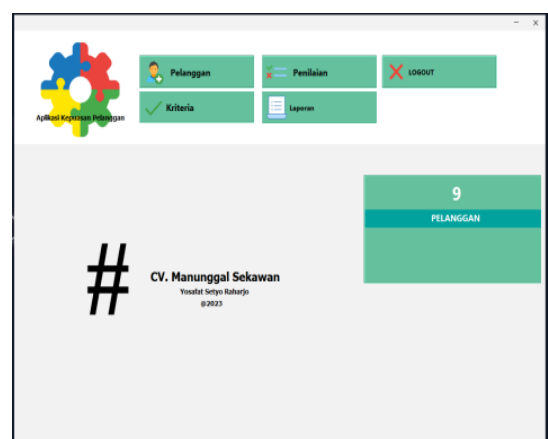 Aplikasi Kepuasan Pelanggan
Pelanggan
Penilaian
LOGOUT
Kriteria
Laporan
9
PELANGGAN
#
CV. Manunggal Sekawan
Yosafat Setyo Raharjo
@2023